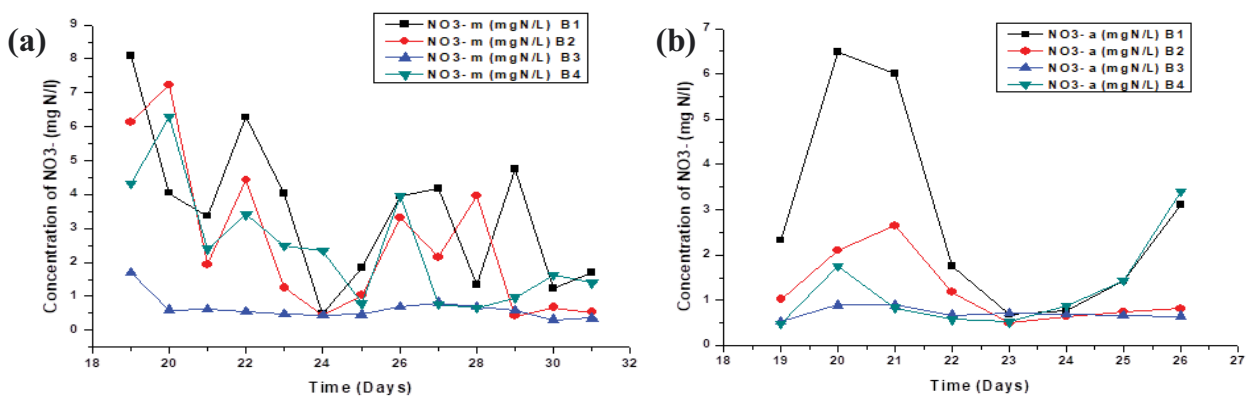 (a)
NO3- m (mgN/L) B1
NO3- m (mgN/L) B2
NO3- m (mgN/L) B3
NO3- m (mgN/L) B4
Concentration of NO3- (mg N/l)
9
8
7
6
5
4
3
2
1
0
18 20 22 24 26 28 30 32
Time (Days)
(b)
NO3- a (mgN/L) B1
NO3- a (mgN/L) B2
NO3- a (mgN/L) B3
NO3- a (mgN/L) B4
Concentration of NO3- (mg N/l)
7
6
5
4
3
2
1
0
18 19 20 21 22 23 24 25 26 27
Time (Days)